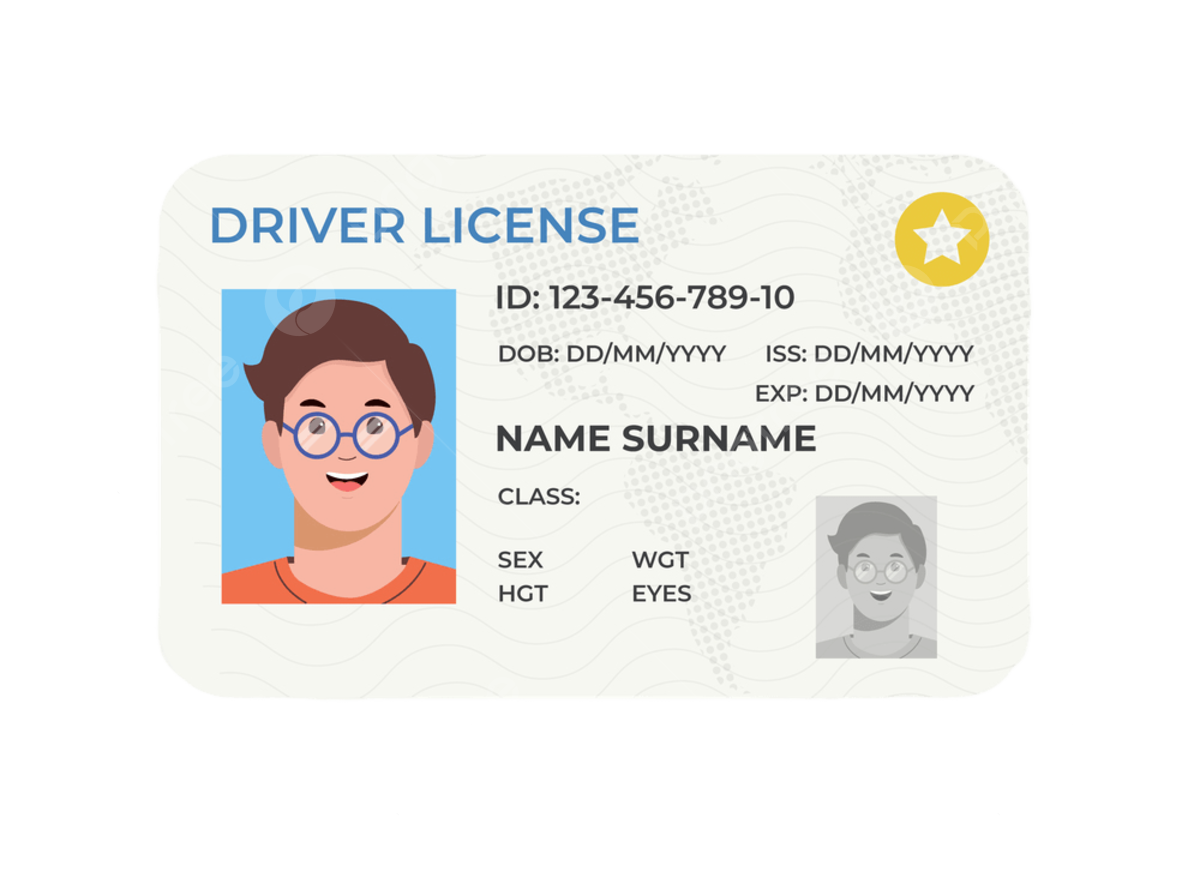 DRIVER LICENSE
ID: 123-456-789-10
DOB: DD/MM/YYYY ISS: DD/MM/YYYY
EXP: DD/MM/YYYY
NAME SURNAME
CLASS:
SEX WGT
HGT EYES